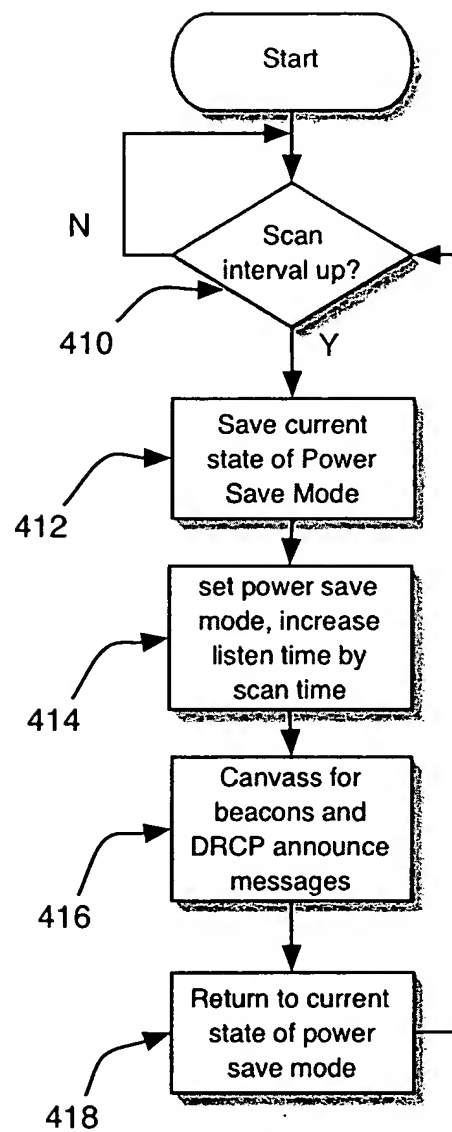 Start
N
Scan
interval up?
410
Y
Save current
state of Power
Save Mode
412
set power save
mode, increase
listen time by
scan time
414
Canvass for
beacons and
DRCP announce
messages
416
Return to current
state of power
save mode
418